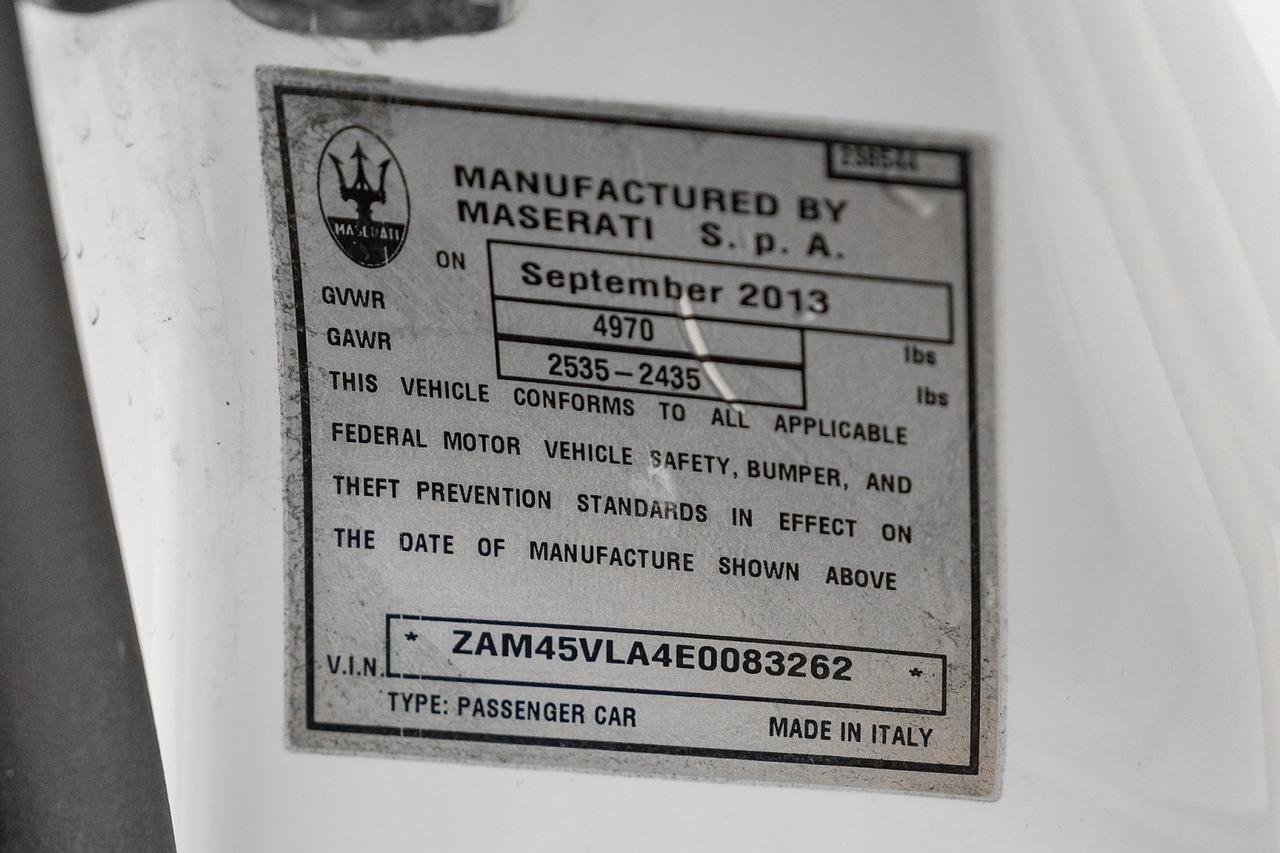 MASERATI
MANUFACTURED BY
MASERATI S. p. A.
ON September 2013
GVWR 4970 lbs
GAWR 2535-2435 lbs
THIS VEHICLE CONFORMS TO ALL APPLICABLE
FEDERAL MOTOR VEHICLE SAFETY, BUMPER, AND
THEFT PREVENTION STANDARDS IN EFFECT ON
THE DATE OF MANUFACTURE SHOWN ABOVE
V.I.N. * ZAM45VLA4E0083262 *
TYPE: PASSENGER CAR MADE IN ITALY